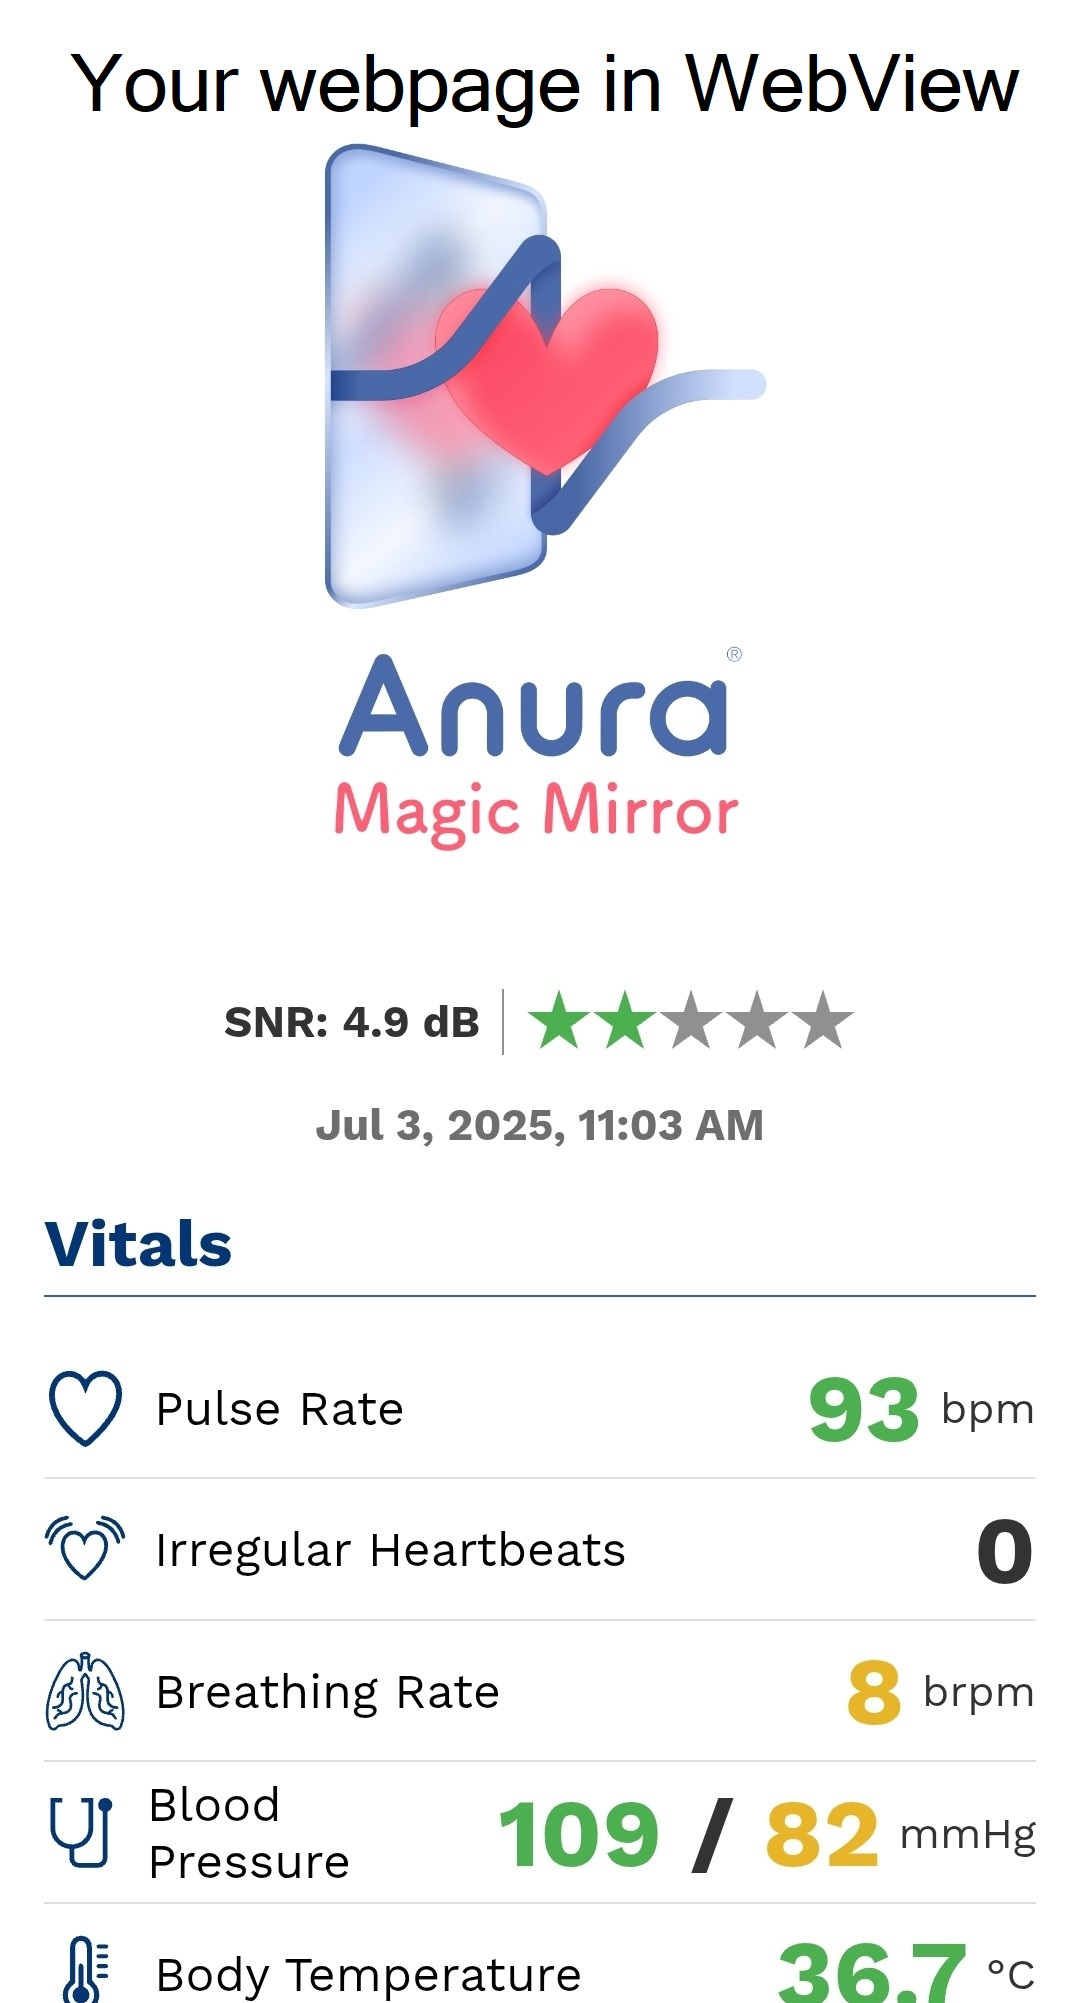 Your webpage in WebView
Anura®
Magic Mirror
SNR: 4.9 dB
Jul 3, 2025, 11:03 AM
Vitals
Pulse Rate 93 bpm
Irregular Heartbeats 0
Breathing Rate 8 brpm
Blood
Pressure 109 / 82 mmHg
Body Temperature 36.7 °C